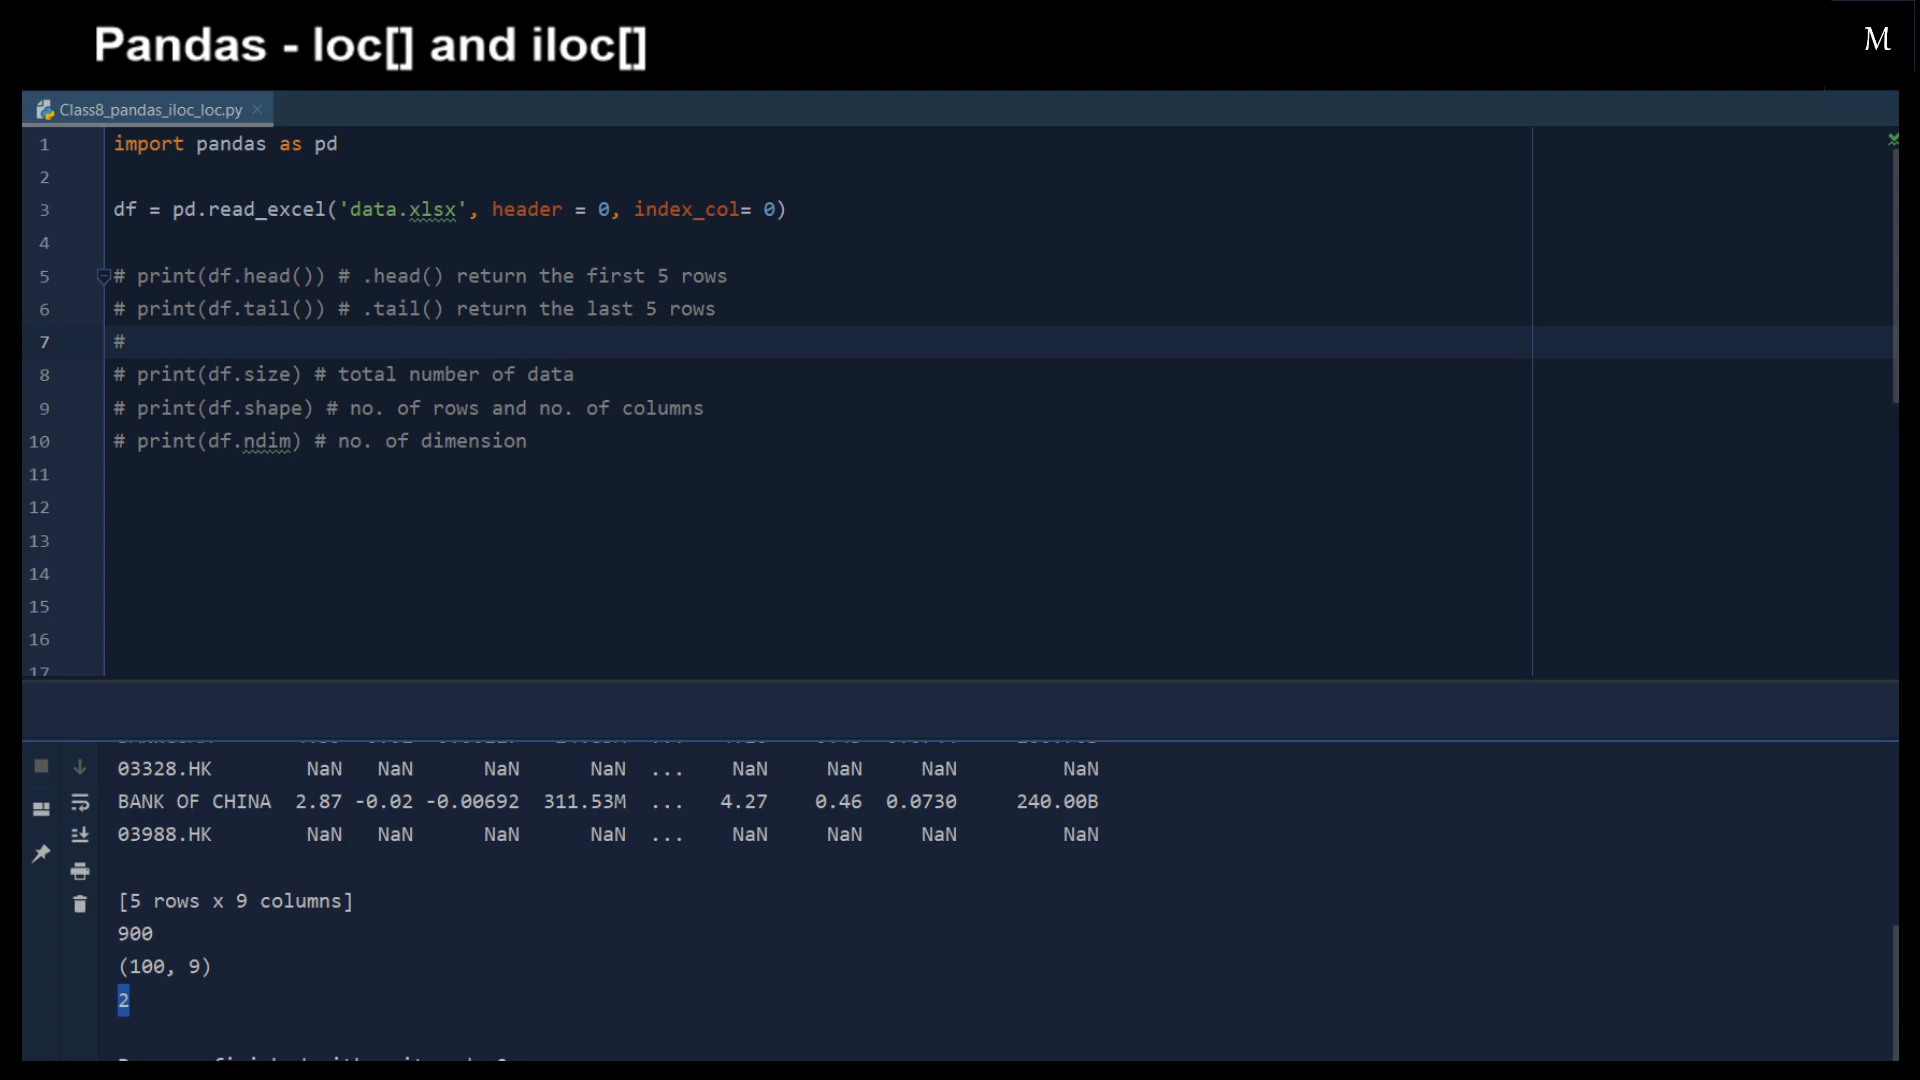 Pandas - loc[] and iloc[]
M
Class8_pandas_iloc_loc.py
1 import pandas as pd
2
3 df = pd.read_excel('data.xlsx', header = 0, index_col= 0)
4
5 # print(df.head()) # .head() return the first 5 rows
6 # print(df.tail()) # .tail() return the last 5 rows
7 #
8 # print(df.size) # total number of data
9 # print(df.shape) # no. of rows and no. of columns
10 # print(df.ndim) # no. of dimension
11
12
13
14
15
16
17
03328.HK NaN NaN NaN NaN ... NaN NaN NaN NaN
BANK OF CHINA 2.87 -0.02 -0.00692 311.53M ... 4.27 0.46 0.0730 240.00B
03988.HK NaN NaN NaN NaN ... NaN NaN NaN NaN
[5 rows x 9 columns]
900
(100, 9)
2